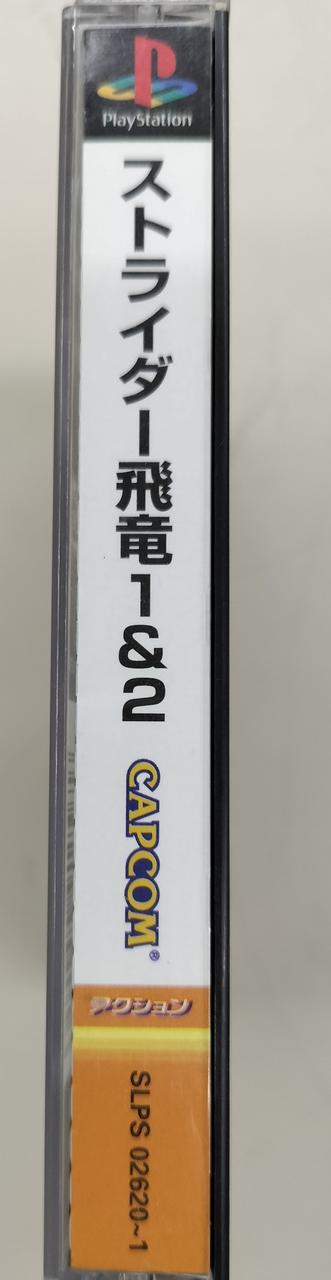 PlayStation
ストライダー飛竜1&2
CAPCOM®
アクション
SLPS 02620~1